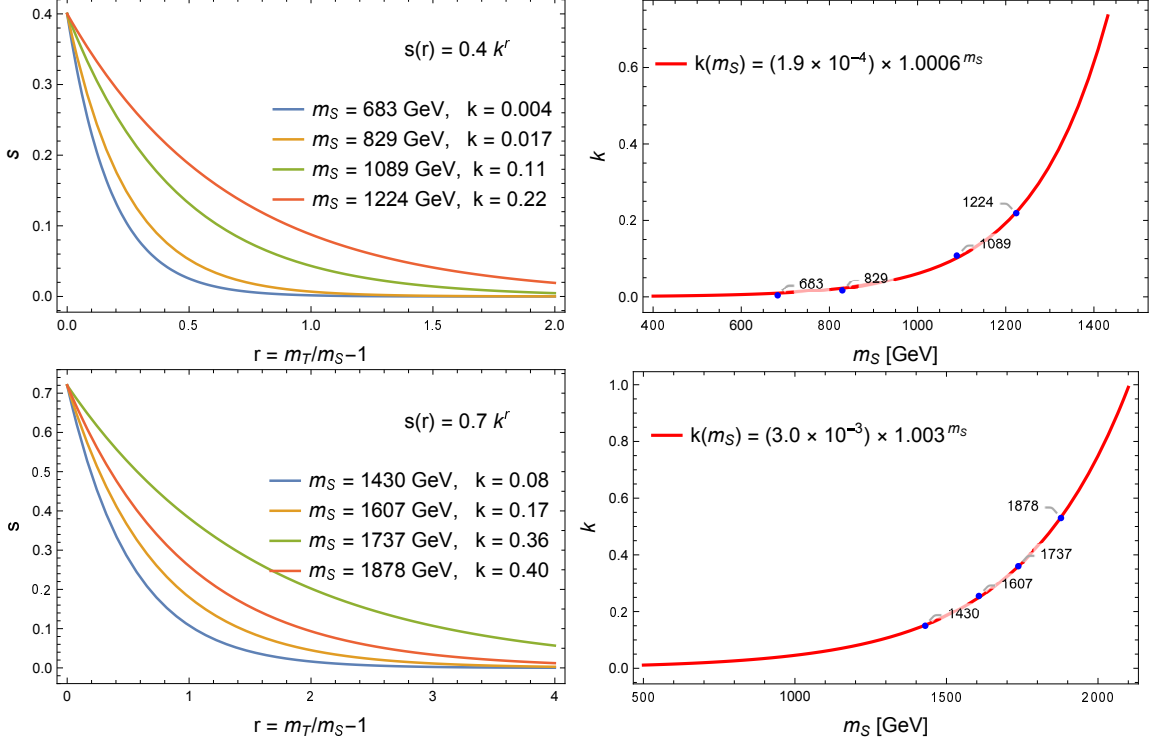 s(r) = 0.4 k^r
m_S = 683 GeV, k = 0.004
m_S = 829 GeV, k = 0.017
m_S = 1089 GeV, k = 0.11
m_S = 1224 GeV, k = 0.22
s
0.4
0.3
0.2
0.1
0.0
0.0 0.5 1.0 1.5 2.0
r = m_T/m_S−1
k(m_S) = (1.9 × 10^−4) × 1.0006^m_S
k
0.6
0.4
0.2
0.0
1224
1089
683
829
400 600 800 1000 1200 1400
m_S [GeV]
s(r) = 0.7 k^r
m_S = 1430 GeV, k = 0.08
m_S = 1607 GeV, k = 0.17
m_S = 1737 GeV, k = 0.36
m_S = 1878 GeV, k = 0.40
s
0.7
0.6
0.5
0.4
0.3
0.2
0.1
0.0
0 1 2 3 4
r = m_T/m_S−1
k(m_S) = (3.0 × 10^−3) × 1.003^m_S
k
1.0
0.8
0.6
0.4
0.2
0.0
1878
1737
1607
1430
500 1000 1500 2000
m_S [GeV]